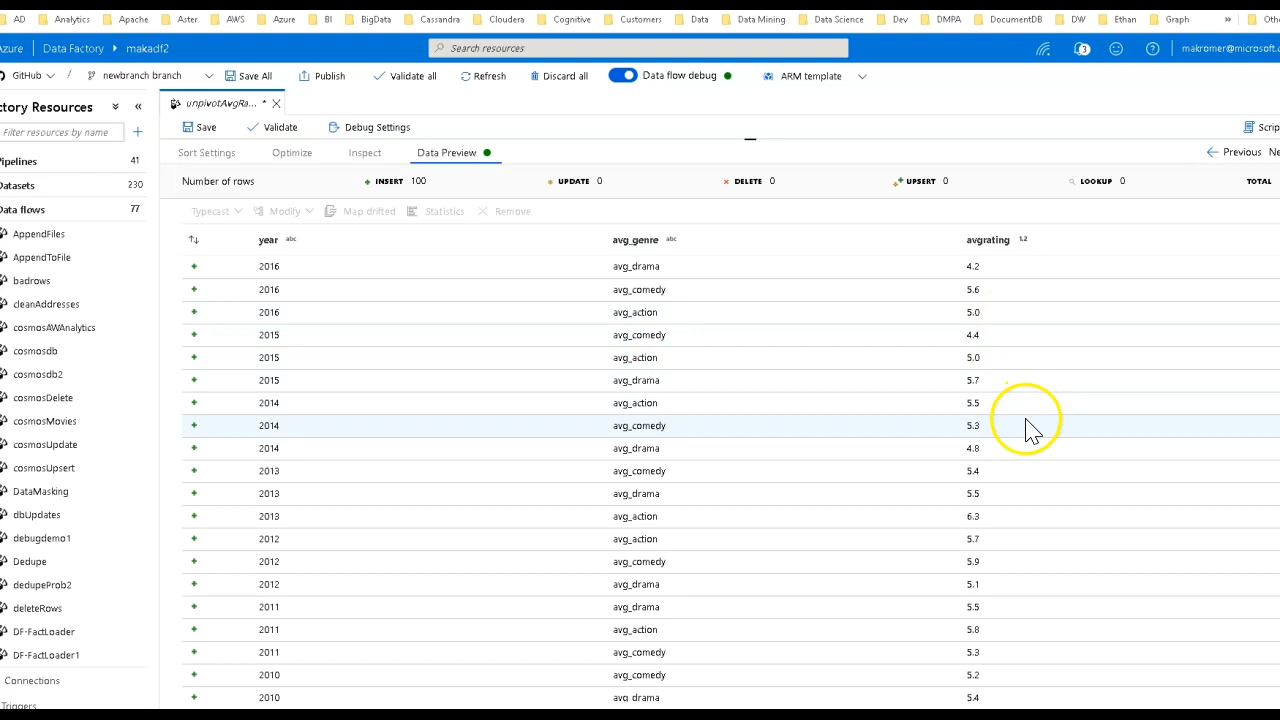 AD Analytics Apache Aster AWS Azure BI BigData Cassandra Cloudera Cognitive Customers Data Data Mining Data Science Dev DMPA DocumentDB DW Ethan Graph » Oth
Azure Data Factory makadf2 Search resources 3 ? makromer@microsoft.c
GitHub / newbranch branch Save All Publish Validate all Refresh Discard all Data flow debug ARM template
ctory Resources « unpivotAvgRa... *
Filter resources by name +
Save Validate Debug Settings Scrip
Sort Settings Optimize Inspect Data Preview Previous Ne
Pipelines 41
Datasets 230
Data flows 77
AppendFiles
AppendToFile
badrows
cleanAddresses
cosmosAWAnalytics
cosmosdb
cosmosdb2
cosmosDelete
cosmosMovies
cosmosUpdate
cosmosUpsert
DataMasking
dbUpdates
debugdemo1
Dedupe
dedupeProb2
deleteRows
DF-FactLoader
DF-FactLoader1
Connections
Triggers
Number of rows INSERT 100 UPDATE 0 DELETE 0 UPSERT 0 LOOKUP 0 TOTAL
Typecast Modify Map drifted Statistics Remove
year abc avg_genre abc avgrating 1.2
2016 avg_drama 4.2
2016 avg_comedy 5.6
2016 avg_action 5.0
2015 avg_comedy 4.4
2015 avg_action 5.0
2015 avg_drama 5.7
2014 avg_action 5.5
2014 avg_comedy 5.3
2014 avg_drama 4.8
2013 avg_comedy 5.4
2013 avg_drama 5.5
2013 avg_action 6.3
2012 avg_action 5.7
2012 avg_comedy 5.9
2012 avg_drama 5.1
2011 avg_drama 5.5
2011 avg_action 5.8
2011 avg_comedy 5.3
2010 avg_comedy 5.2
2010 avg_drama 5.4